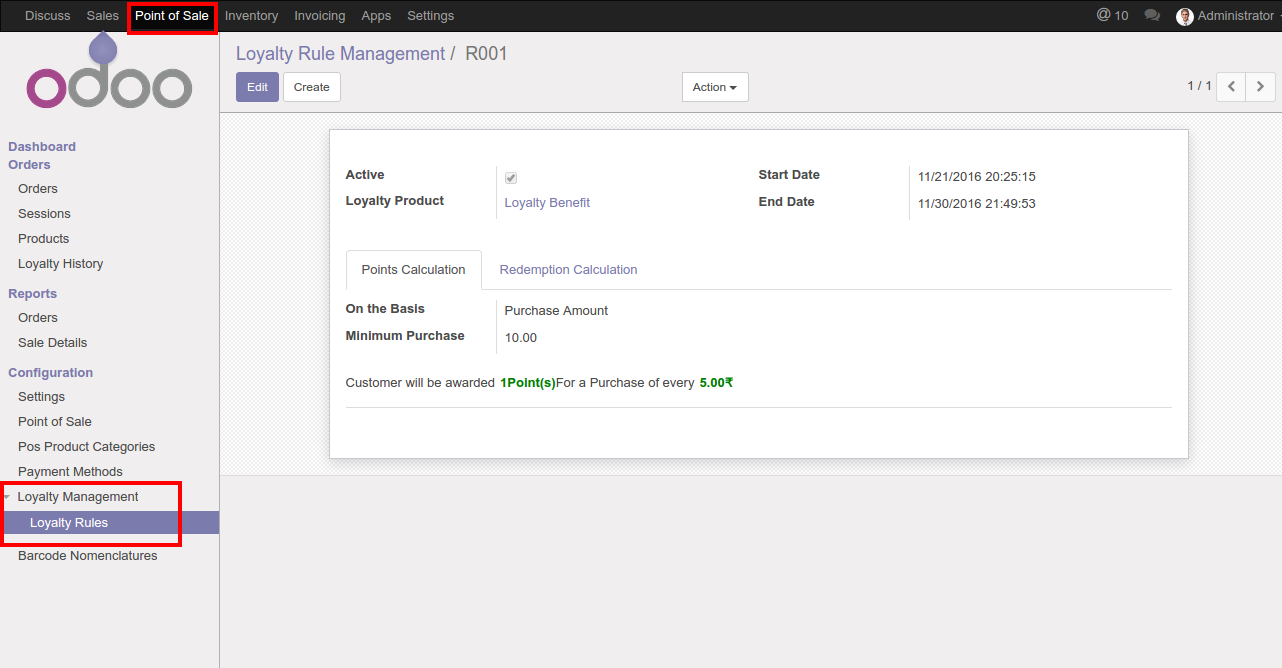 Discuss Sales Point of Sale Inventory Invoicing Apps Settings @ 10 Administrator
odoo
Loyalty Rule Management / R001
Edit Create Action 1 / 1
Dashboard
Orders
Orders
Sessions
Products
Loyalty History
Reports
Orders
Sale Details
Configuration
Settings
Point of Sale
Pos Product Categories
Payment Methods
Loyalty Management
Loyalty Rules
Barcode Nomenclatures
Active
Start Date 11/21/2016 20:25:15
Loyalty Product Loyalty Benefit
End Date 11/30/2016 21:49:53
Points Calculation Redemption Calculation
On the Basis Purchase Amount
Minimum Purchase 10.00
Customer will be awarded 1Point(s)For a Purchase of every 5.00₹